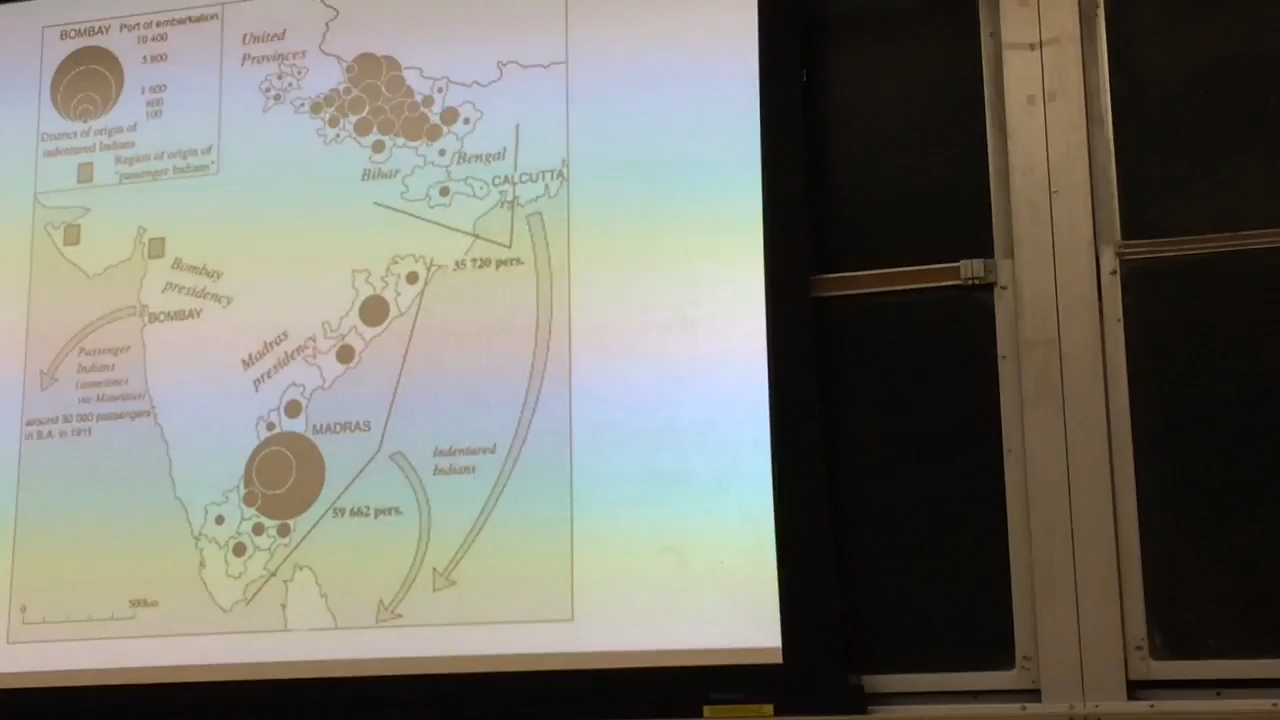 BOMBAY Port of embarkation
10 400
5 800
1 600
600
100
District of origin of
indentured Indians
Region of origin of
"passenger Indians"
United
Provinces
Bihar
Bengal
CALCUTTA
35 720 pers.
Bombay
presidency
BOMBAY
Passenger
Indians
(sometimes
via Mauritius)
around 30 000 passengers
in B.A. in 1911
Madras
presidency
MADRAS
Indentured
Indians
59 662 pers.
0
500km